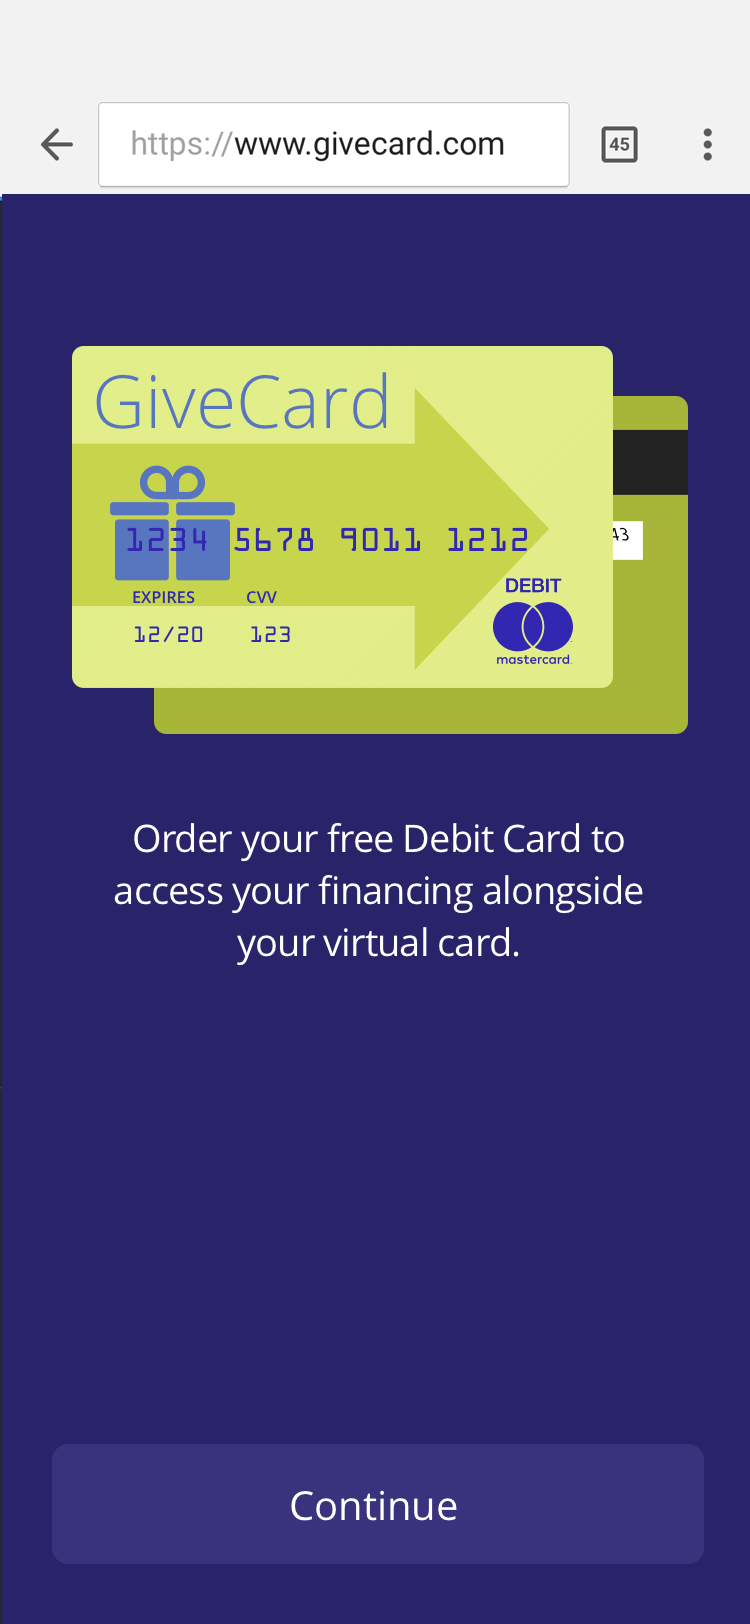 https://www.givecard.com
45
GiveCard
1234 5678 9011 1212
A3
DEBIT
EXPIRES CVV
12/20 123
mastercard.
Order your free Debit Card to
access your financing alongside
your virtual card.
Continue